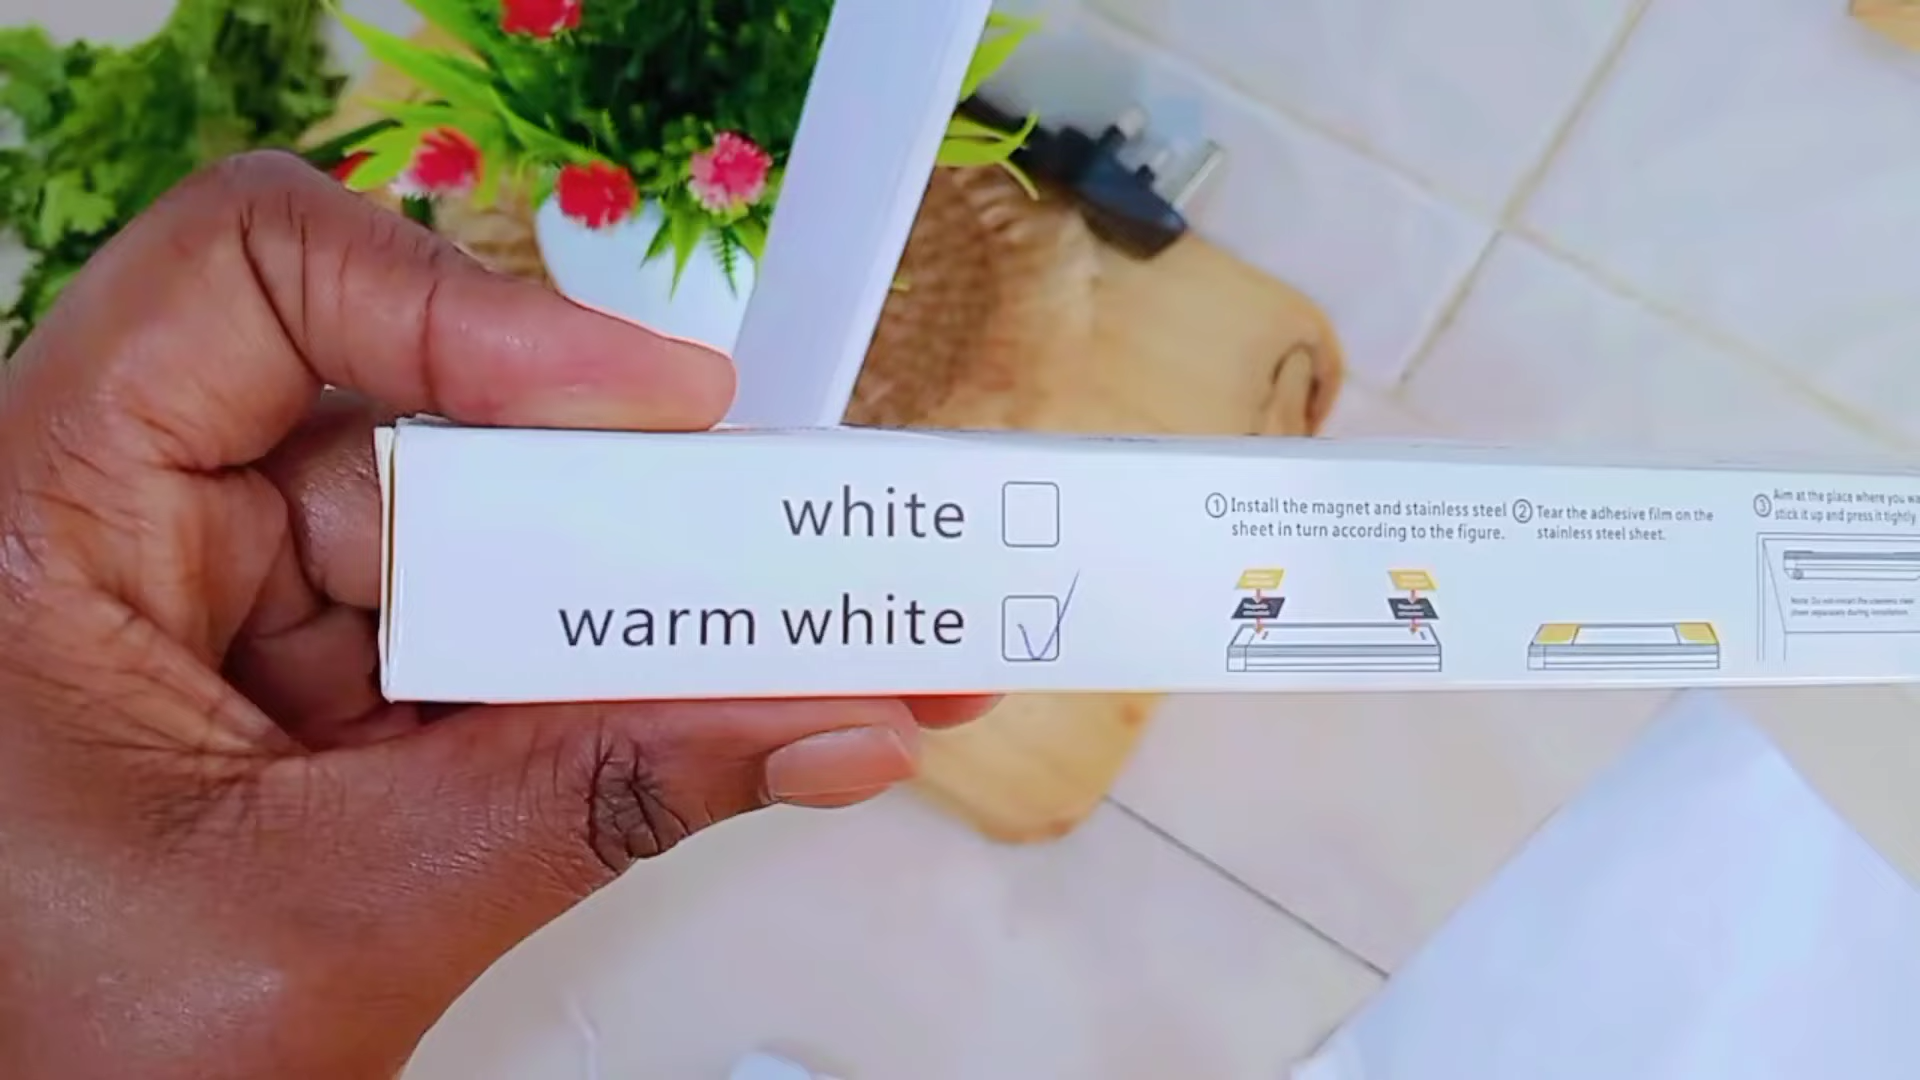 white
warm white
① Install the magnet and stainless steel
sheet in turn according to the figure.
② Tear the adhesive film on the
stainless steel sheet.
③ Aim at the place where you wa
stick it up and press it tightly